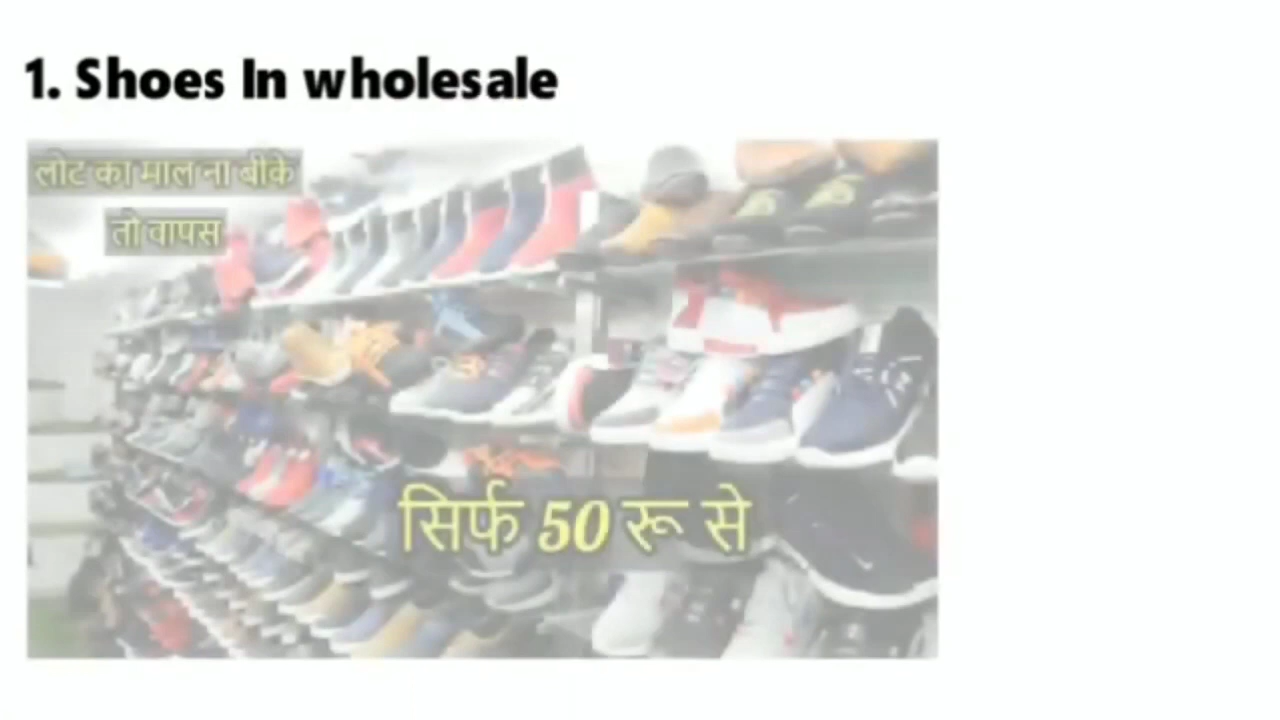 1. Shoes In wholesale
लोट का माल ना बीके
तो वापस
सिर्फ 50 रू से